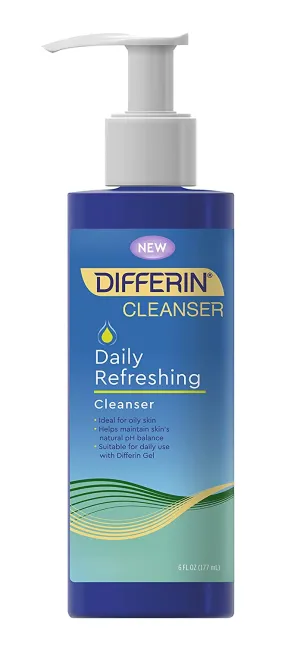 NEW
DIFFERIN®
CLEANSER
Daily
Refreshing
Cleanser
• Ideal for oily skin
• Helps maintain skin's
natural pH balance
• Suitable for daily use
with Differin Gel
6 FL OZ (177 mL)